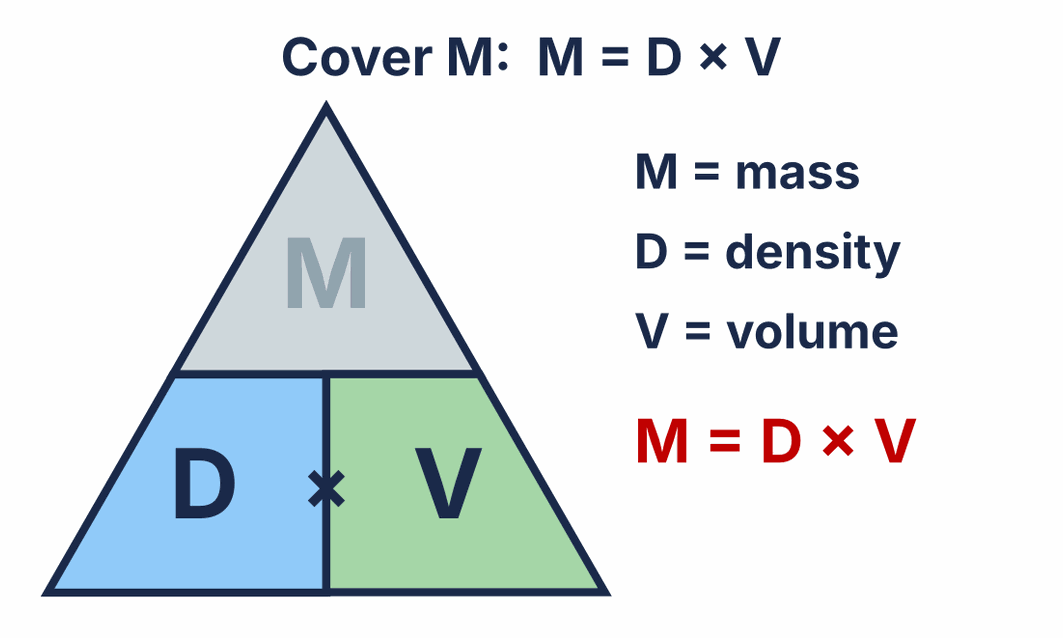 Cover M: M = D × V
M
D × V
M = mass
D = density
V = volume
M = D × V